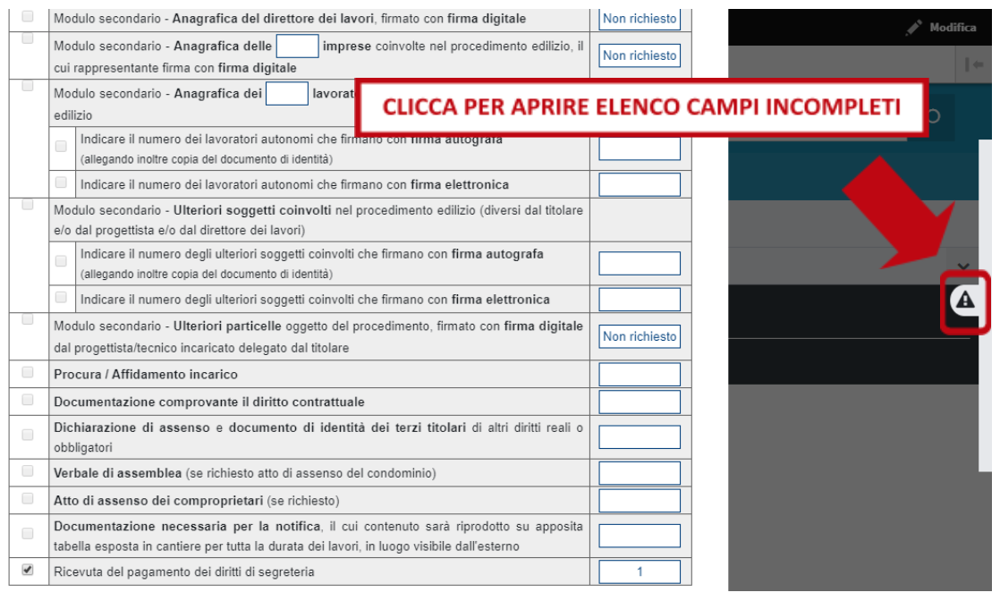 Modulo secondario - Anagrafica del direttore dei lavori, firmato con firma digitale
Non richiesto
Modulo secondario - Anagrafica delle imprese coinvolte nel procedimento edilizio, il
cui rappresentante firma con firma digitale
Non richiesto
Modulo secondario - Anagrafica dei
edilizio
Indicare il numero dei lavoratori autonomi che firmano con firma autografa
(allegando inoltre copia del documento di identità)
Indicare il numero dei lavoratori autonomi che firmano con firma elettronica
Modulo secondario - Ulteriori soggetti coinvolti nel procedimento edilizio (diversi dal titolare
e/o dal progettista e/o dal direttore dei lavori)
Indicare il numero degli ulteriori soggetti coinvolti che firmano con firma autografa
(allegando inoltre copia del documento di identità)
Indicare il numero degli ulteriori soggetti coinvolti che firmano con firma elettronica
Modulo secondario - Ulteriori particelle oggetto del procedimento, firmato con firma digitale
dal progettista/tecnico incaricato delegato dal titolare
Non richiesto
Procura / Affidamento incarico
Documentazione comprovante il diritto contrattuale
Dichiarazione di assenso e documento di identità dei terzi titolari di altri diritti reali o
obbligatori
Verbale di assemblea (se richiesto atto di assenso del condominio)
Atto di assenso dei comproprietari (se richiesto)
Documentazione necessaria per la notifica, il cui contenuto sarà riprodotto su apposita
tabella esposta in cantiere per tutta la durata dei lavori, in luogo visibile dall'esterno
Ricevuta del pagamento dei diritti di segreteria
1
Modifica
CLICCA PER APRIRE ELENCO CAMPI INCOMPLETI